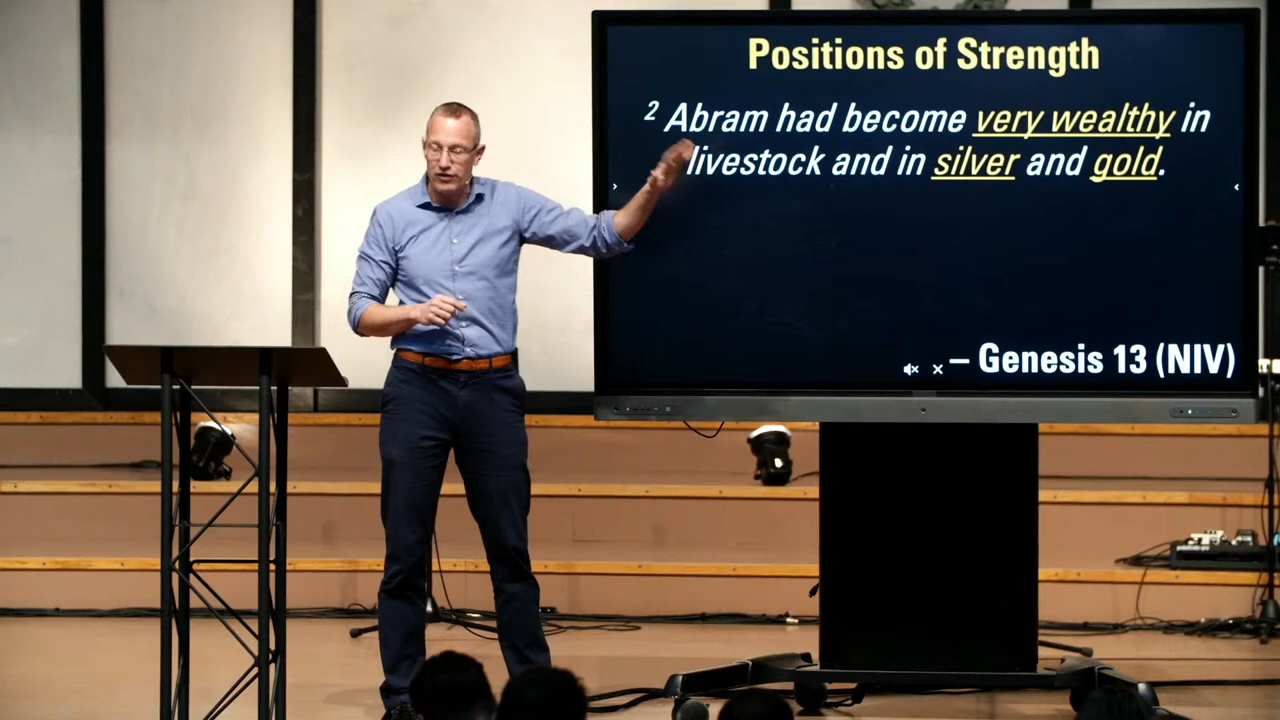 Positions of Strength
2 Abram had become very wealthy in
livestock and in silver and gold.
– Genesis 13 (NIV)